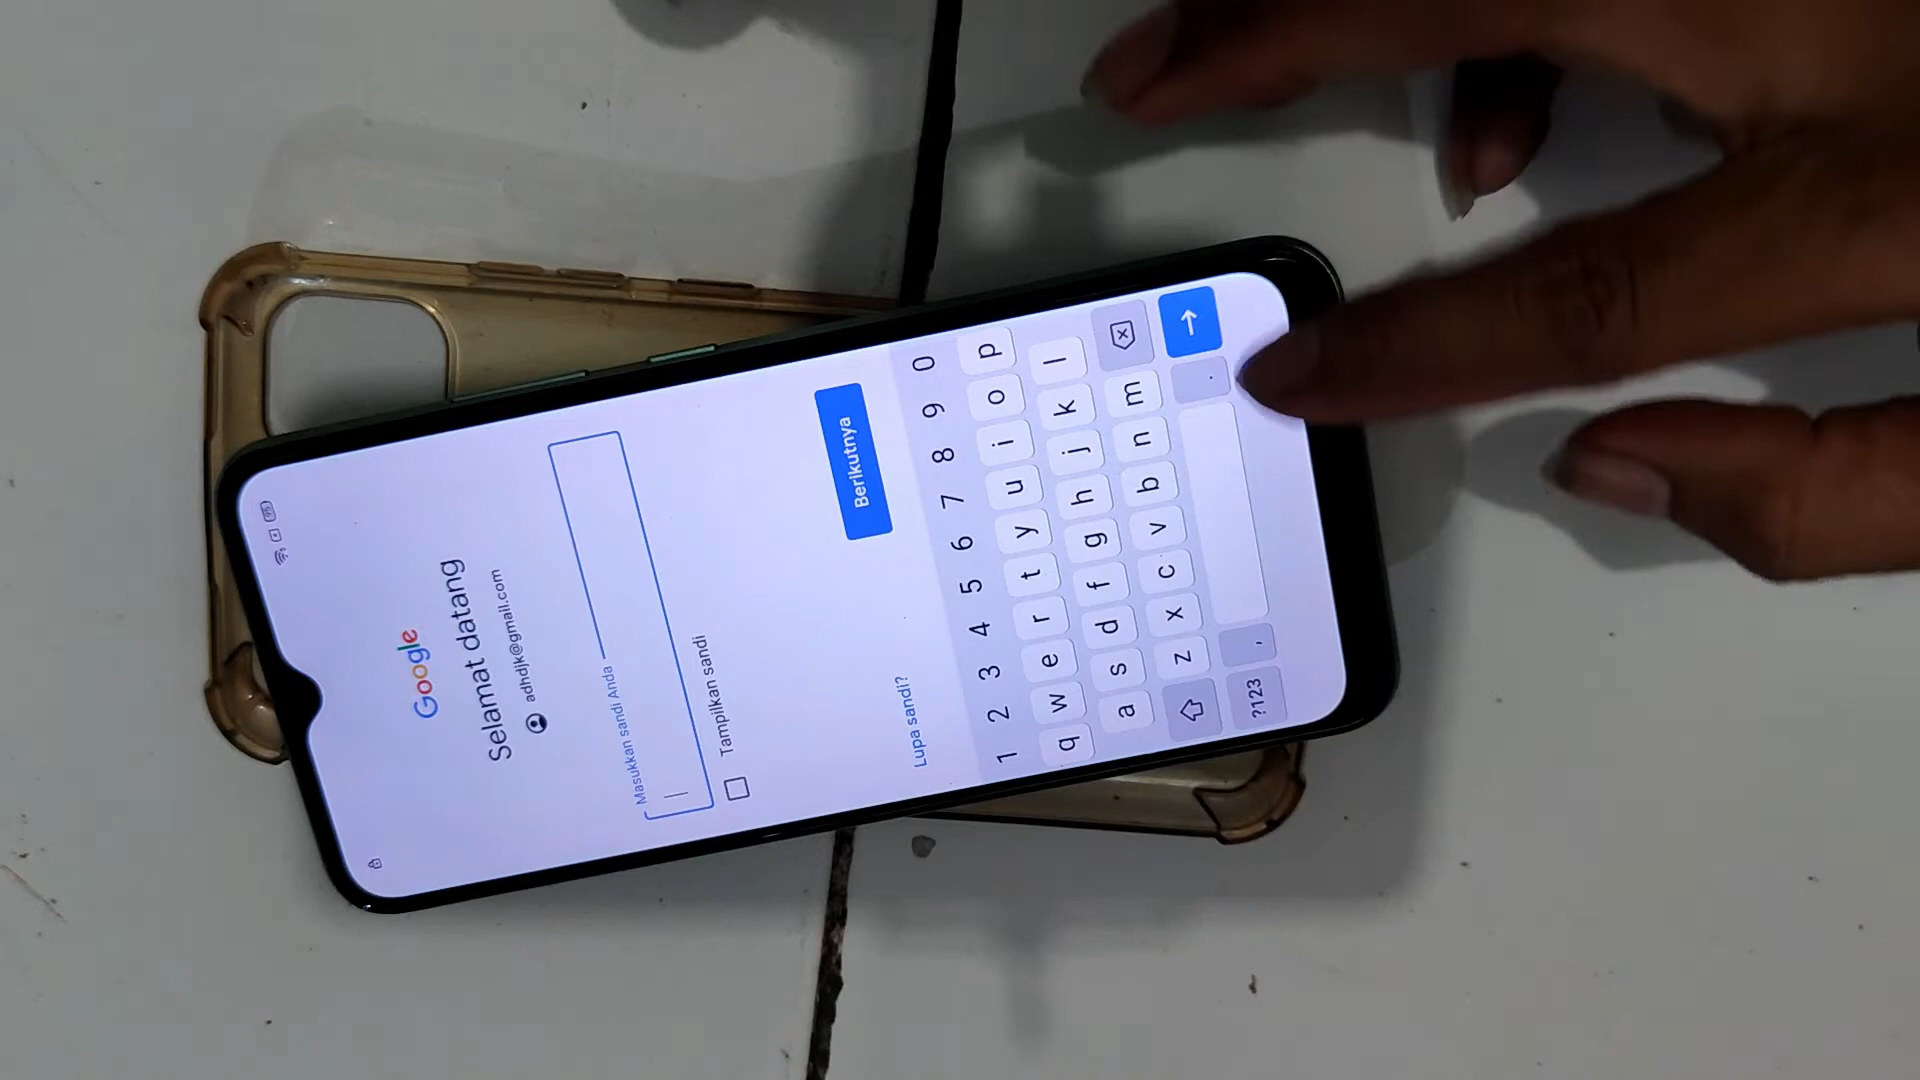 Google
Selamat datang
adhdjk@gmail.com
Masukkan sandi Anda
Tampilkan sandi
Lupa sandi?
Berikutnya
1 2 3 4 5 6 7 8 9 0
q w e r t y u i o p
a s d f g h j k l
z x c v b n m
?123 , .